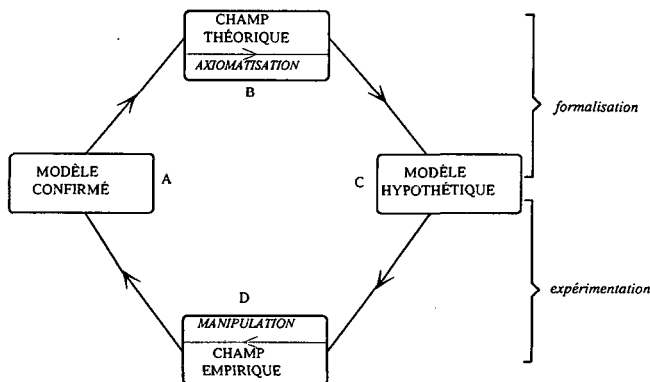 CHAMP
THÉORIQUE
AXIOMATISATION
B
formalisation
MODÈLE
CONFIRMÉ
A
C
MODÈLE
HYPOTHÉTIQUE
expérimentation
D
MANIPULATION
CHAMP
EMPIRIQUE